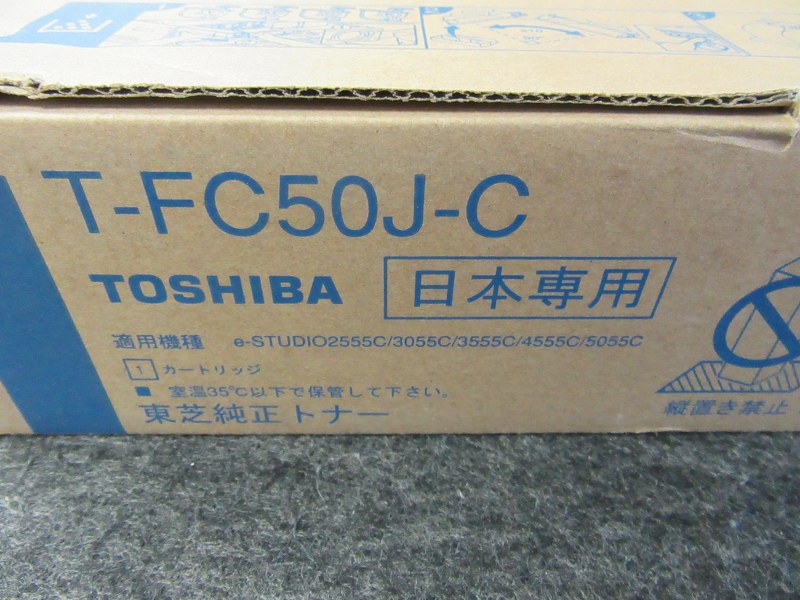 T-FC50J-C
TOSHIBA
日本専用
適用機種 e-STUDIO2555C/3055C/3555C/4555C/5055C
1 カートリッジ
■ 室温35℃以下で保管して下さい。
東芝純正トナー
縦置き禁止